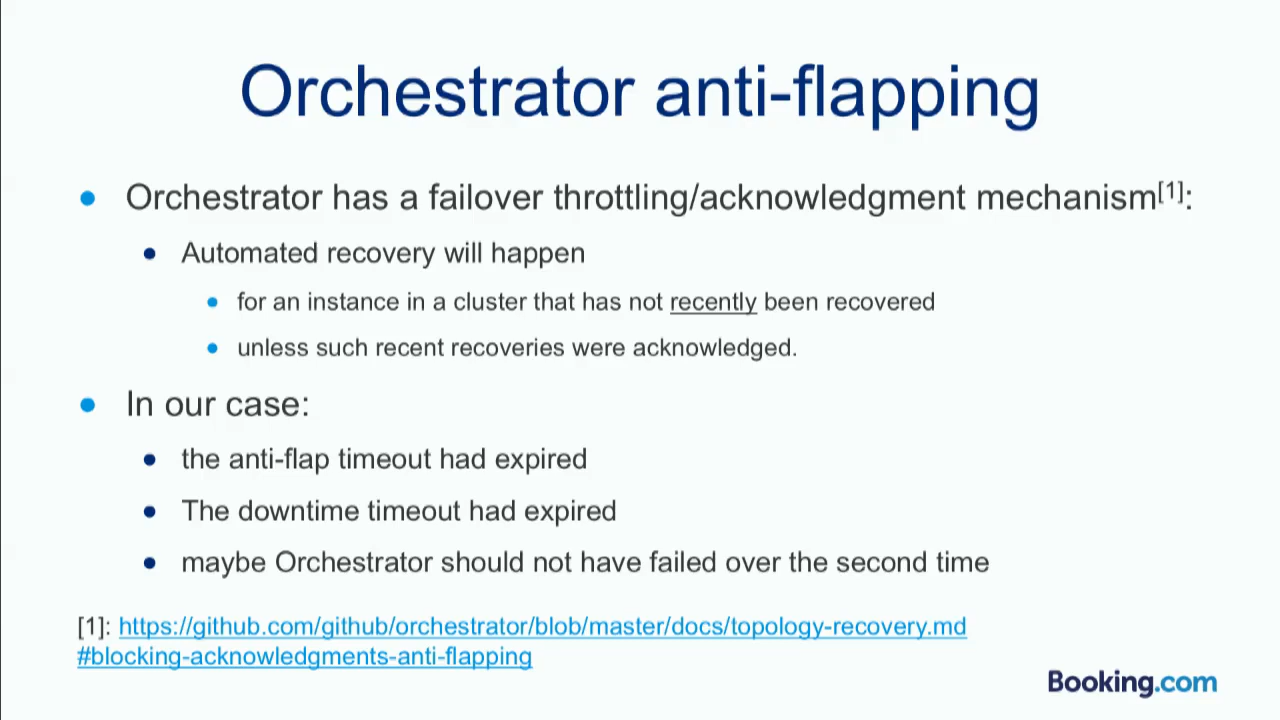 Orchestrator anti-flapping
● Orchestrator has a failover throttling/acknowledgment mechanism[1]:
● Automated recovery will happen
● for an instance in a cluster that has not recently been recovered
● unless such recent recoveries were acknowledged.
● In our case:
● the anti-flap timeout had expired
● The downtime timeout had expired
● maybe Orchestrator should not have failed over the second time
[1]: https://github.com/github/orchestrator/blob/master/docs/topology-recovery.md
#blocking-acknowledgments-anti-flapping
Booking.com